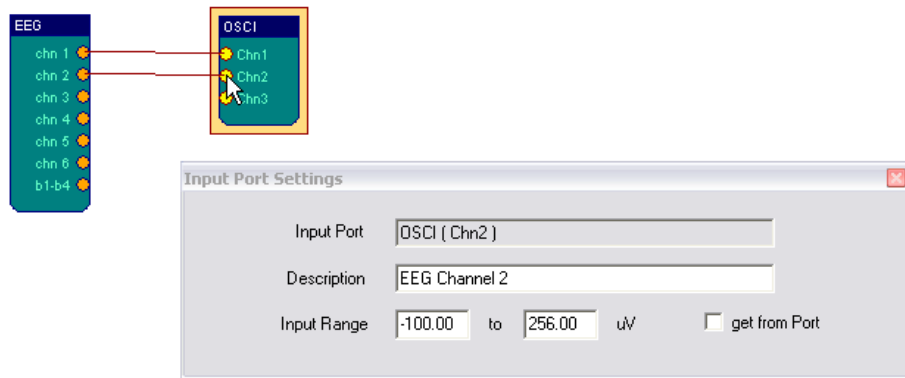 EEG
chn 1
chn 2
chn 3
chn 4
chn 5
chn 6
b1-b4
OSCI
Chn1
Chn2
Chn3
Input Port Settings
Input Port OSCI ( Chn2 )
Description EEG Channel 2
Input Range -100.00 to 256.00 uV get from Port